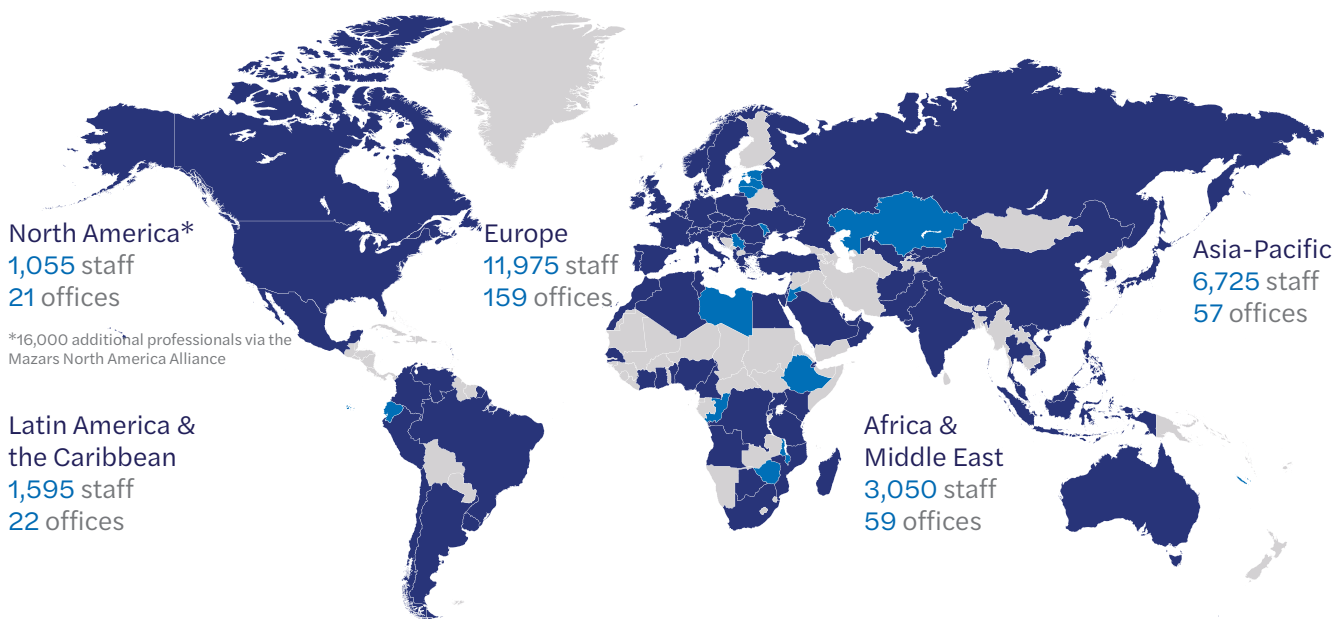 North America*
1,055 staff
21 offices
*16,000 additional professionals via the
Mazars North America Alliance
Europe
11,975 staff
159 offices
Asia-Pacific
6,725 staff
57 offices
Latin America &
the Caribbean
1,595 staff
22 offices
Africa &
Middle East
3,050 staff
59 offices